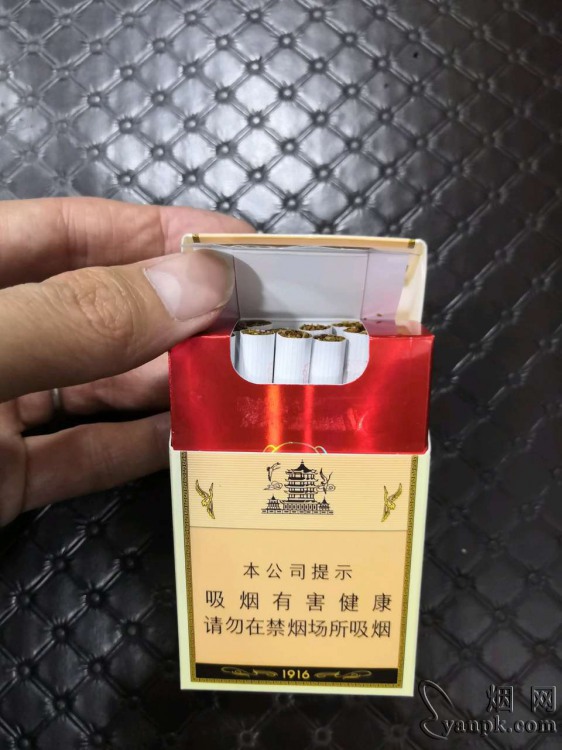 本公司提示
吸烟有害健康
请勿在禁烟场所吸烟
1916
烟网
yanpk.com